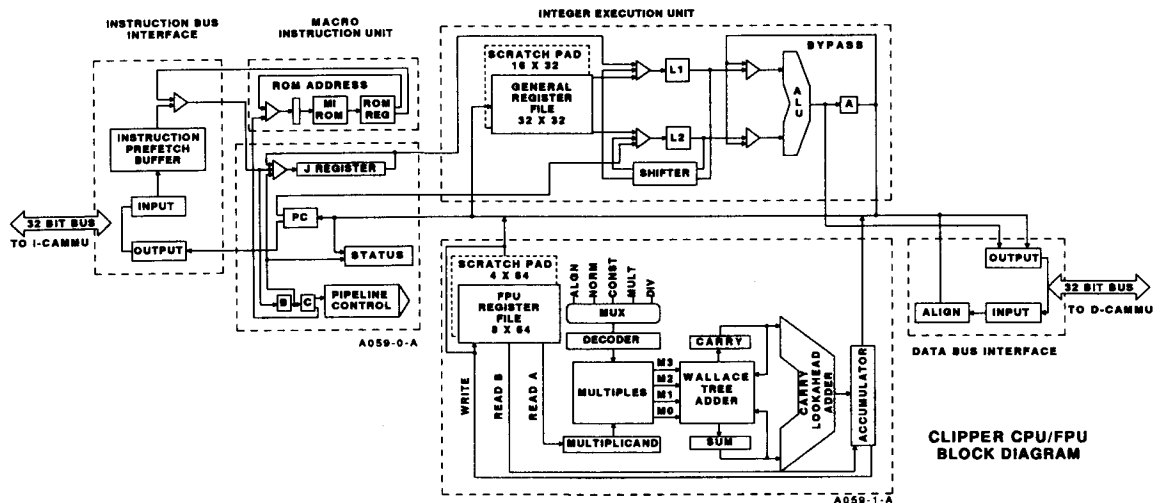 INSTRUCTION BUS
INTERFACE
MACRO
INSTRUCTION UNIT
INTEGER EXECUTION UNIT
ROM ADDRESS
MI
ROM
ROM
REG
INSTRUCTION
PREFETCH
BUFFER
INPUT
OUTPUT
32 BIT BUS
TO I-CAMMU
J REGISTER
PC
STATUS
B
C
PIPELINE
CONTROL
A059-0-A
SCRATCH PAD
16 X 32
GENERAL
REGISTER
FILE
32 X 32
L1
L2
SHIFTER
BYPASS
ALU
A
SCRATCH PAD
4 X 64
FPU
REGISTER
FILE
8 X 64
WRITE
READ B
READ A
ALGN
NORM
CONST
MULT
DIV
MUX
DECODER
MULTIPLES
MULTIPLICAND
M3
M2
M1
M0
CARRY
WALLACE
TREE
ADDER
SUM
CARRY
LOOKAHEAD
ADDER
ACCUMULATOR
A059-1-A
OUTPUT
ALIGN
INPUT
32 BIT BUS
TO D-CAMMU
DATA BUS INTERFACE
CLIPPER CPU/FPU
BLOCK DIAGRAM